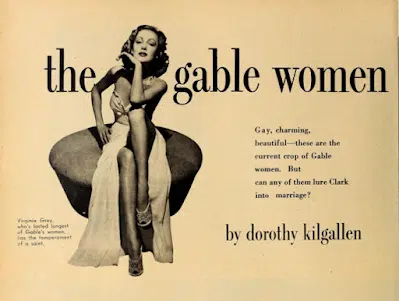 the gable women
Gay, charming,
beautiful—these are the
current crop of Gable
women. But
can any of them lure Clark
into marriage?
by dorothy kilgallen
Virginia Grey,
who's lasted longest
of Gable's women,
has the temperament
of a saint.